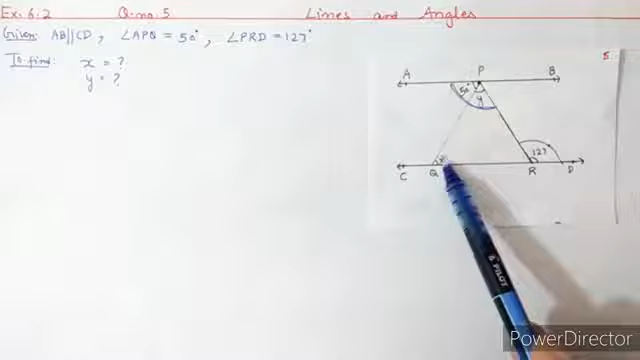 Ex. 6.2 Q.no. 5 Lines and Angles
Given: AB||CD, ∠APQ = 50°, ∠PRD = 127°
To find: x = ?
y = ?
5
A P B
50° y
x 127°
C Q R D
PILOT
PowerDirector